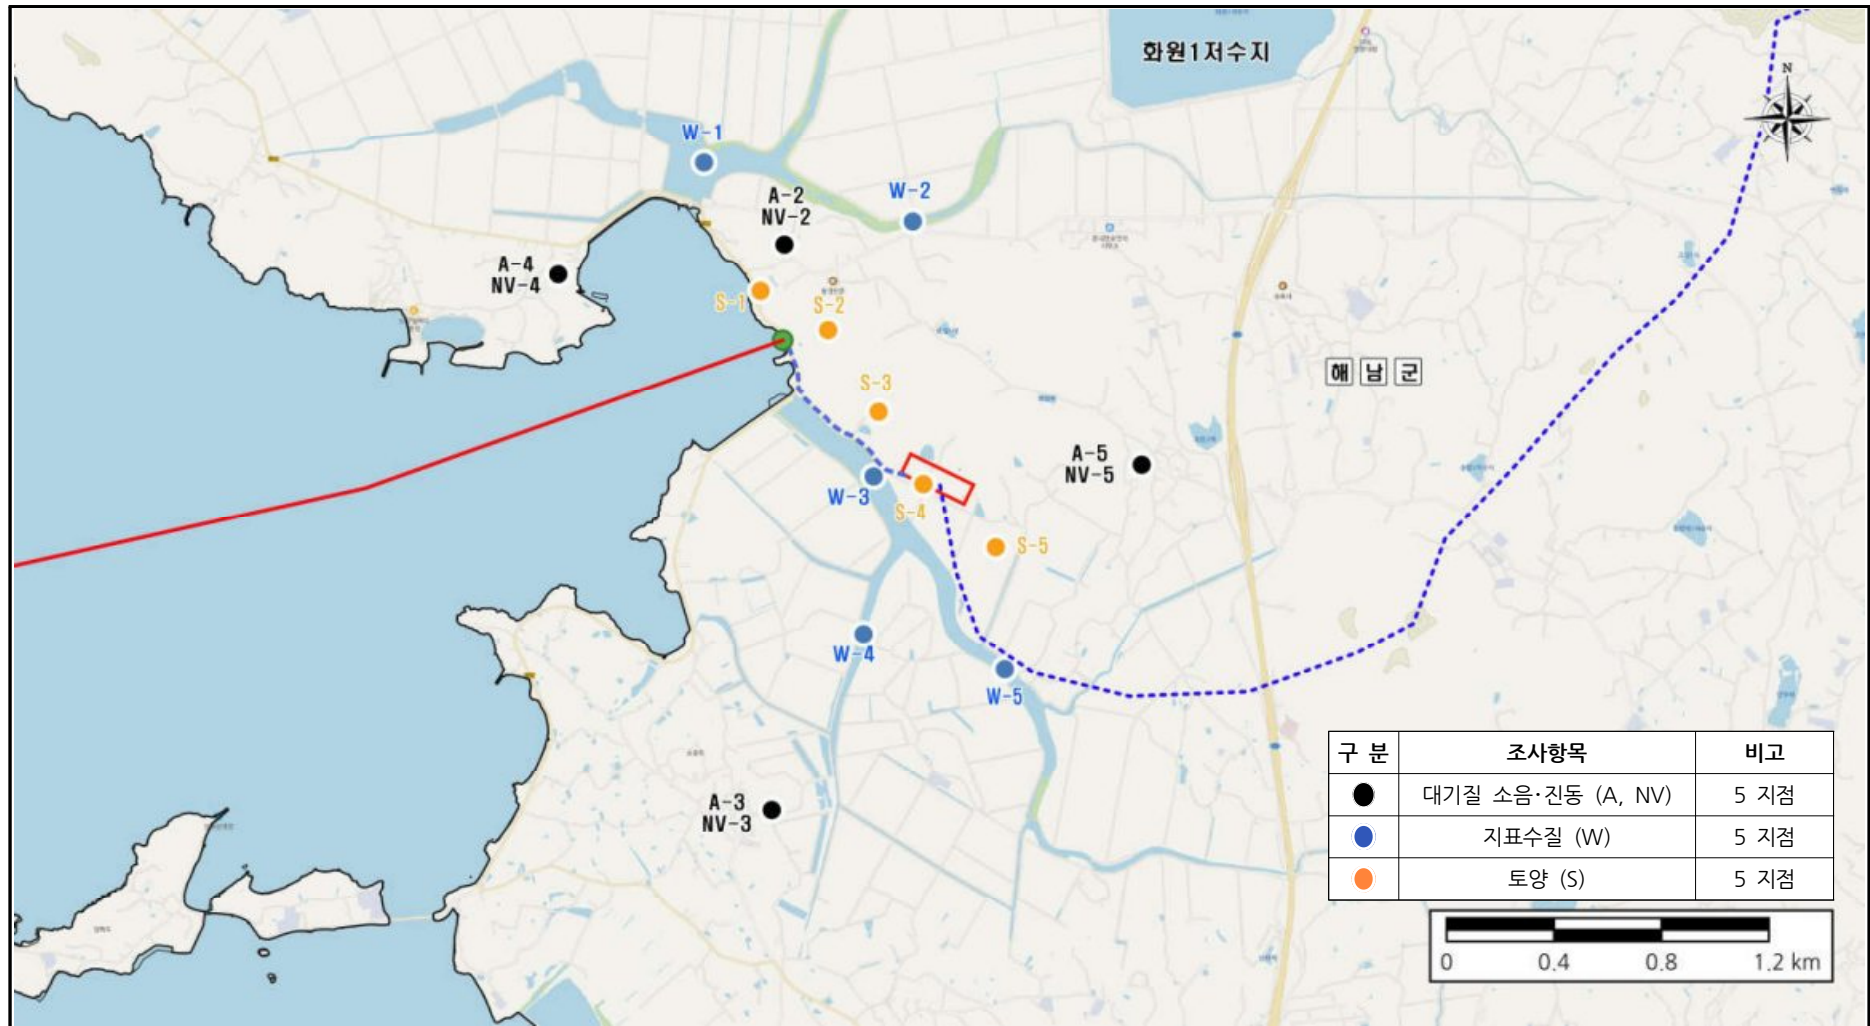 화원1저수지
N
W-1
A-2
NV-2
W-2
A-4
NV-4
S-1
S-2
해남군
S-3
A-5
NV-5
W-3
S-4
S-5
W-4
W-5
A-3
NV-3
구 분 조사항목 비고
대기질 소음·진동 (A, NV) 5 지점
지표수질 (W) 5 지점
토양 (S) 5 지점
0 0.4 0.8 1.2 km